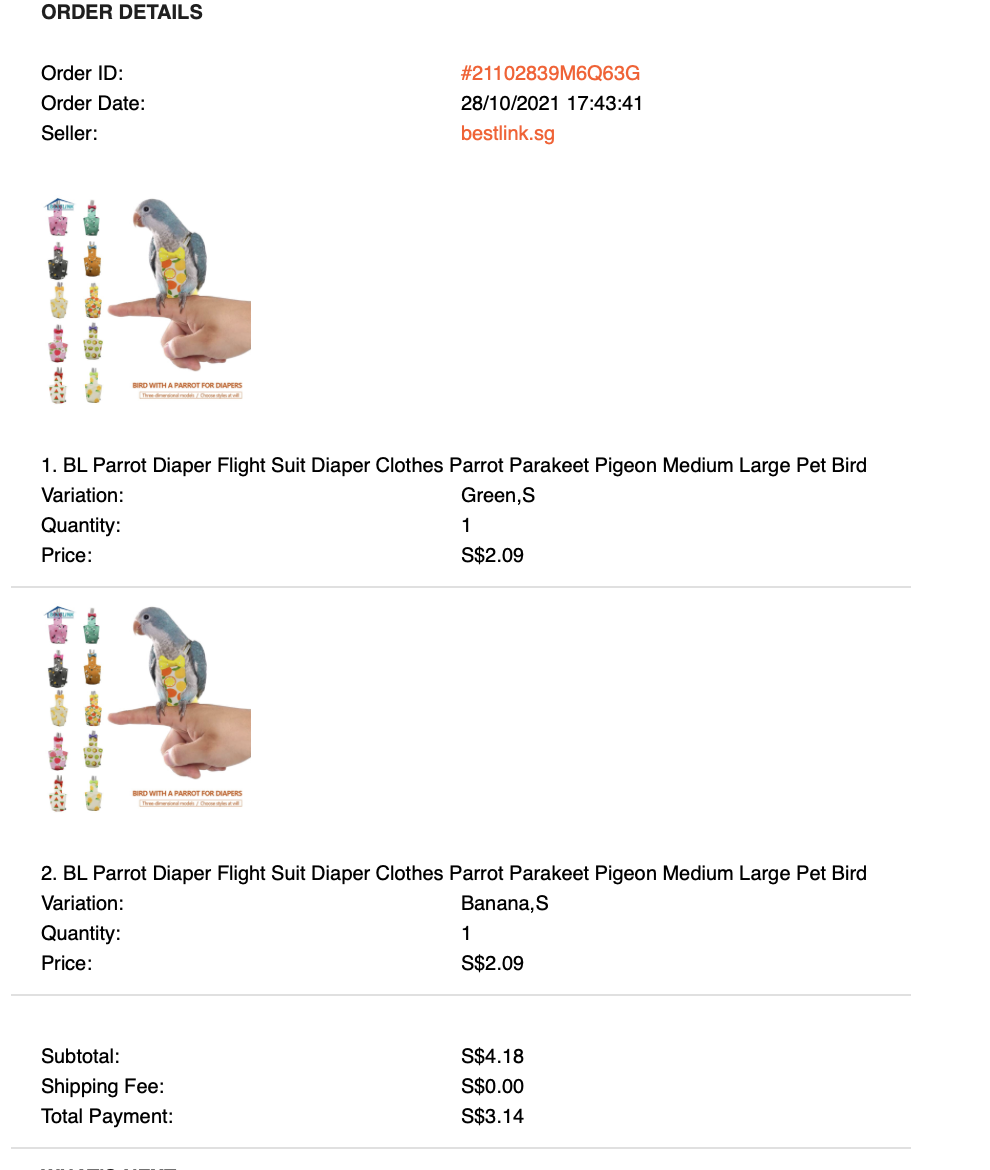 ORDER DETAILS
Order ID: #21102839M6Q63G
Order Date: 28/10/2021 17:43:41
Seller: bestlink.sg
BIRD WITH A PARROT FOR DIAPERS
Three dimensional models / Choose styles at will
1. BL Parrot Diaper Flight Suit Diaper Clothes Parrot Parakeet Pigeon Medium Large Pet Bird
Variation: Green,S
Quantity: 1
Price: S$2.09
BIRD WITH A PARROT FOR DIAPERS
Three dimensional models / Choose styles at will
2. BL Parrot Diaper Flight Suit Diaper Clothes Parrot Parakeet Pigeon Medium Large Pet Bird
Variation: Banana,S
Quantity: 1
Price: S$2.09
Subtotal: S$4.18
Shipping Fee: S$0.00
Total Payment: S$3.14